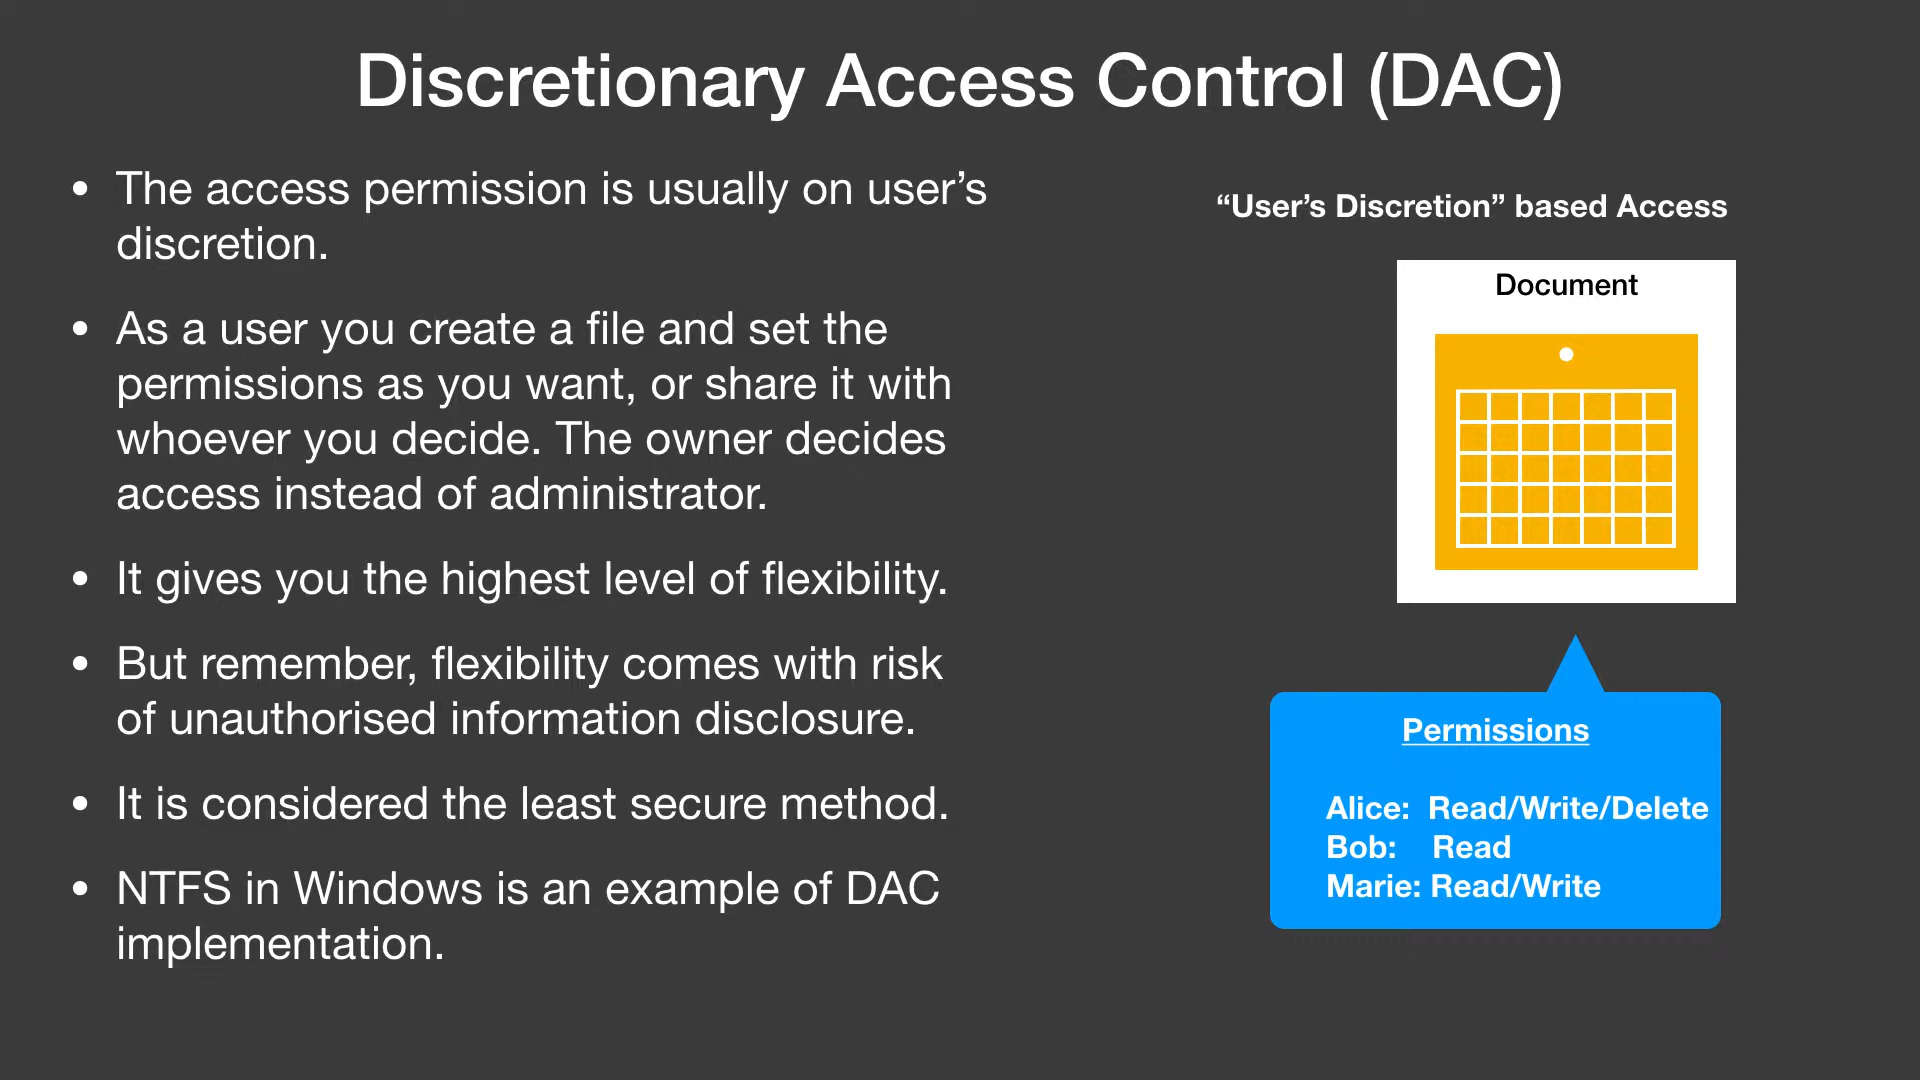 Discretionary Access Control (DAC)
• The access permission is usually on user’s
discretion.
• As a user you create a file and set the
permissions as you want, or share it with
whoever you decide. The owner decides
access instead of administrator.
• It gives you the highest level of flexibility.
• But remember, flexibility comes with risk
of unauthorised information disclosure.
• It is considered the least secure method.
• NTFS in Windows is an example of DAC
implementation.
“User’s Discretion” based Access
Document
Permissions
Alice: Read/Write/Delete
Bob: Read
Marie: Read/Write